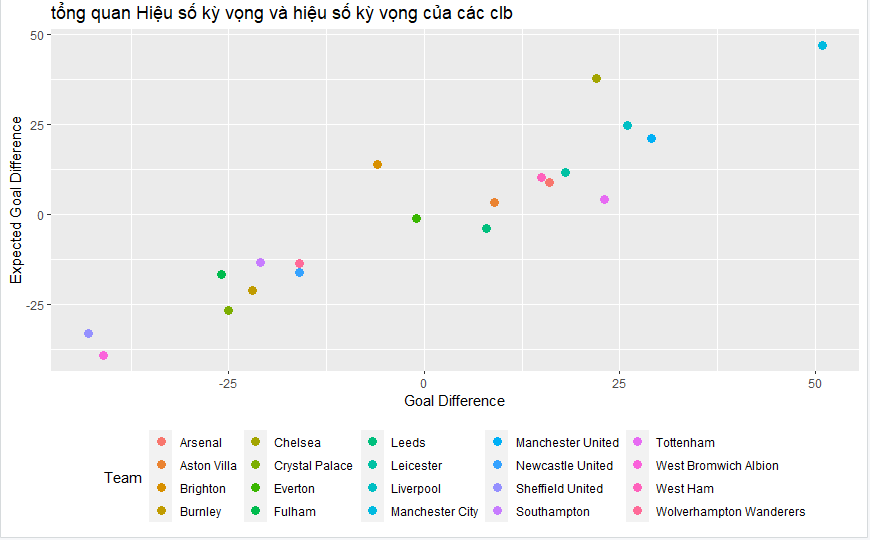 tổng quan Hiệu số kỳ vọng và hiệu số kỳ vọng của các clb
50
25
0
-25
Expected Goal Difference
-25
0
25
50
Goal Difference
Team
Arsenal
Chelsea
Leeds
Manchester United
Tottenham
Aston Villa
Crystal Palace
Leicester
Newcastle United
West Bromwich Albion
Brighton
Everton
Liverpool
Sheffield United
West Ham
Burnley
Fulham
Manchester City
Southampton
Wolverhampton Wanderers